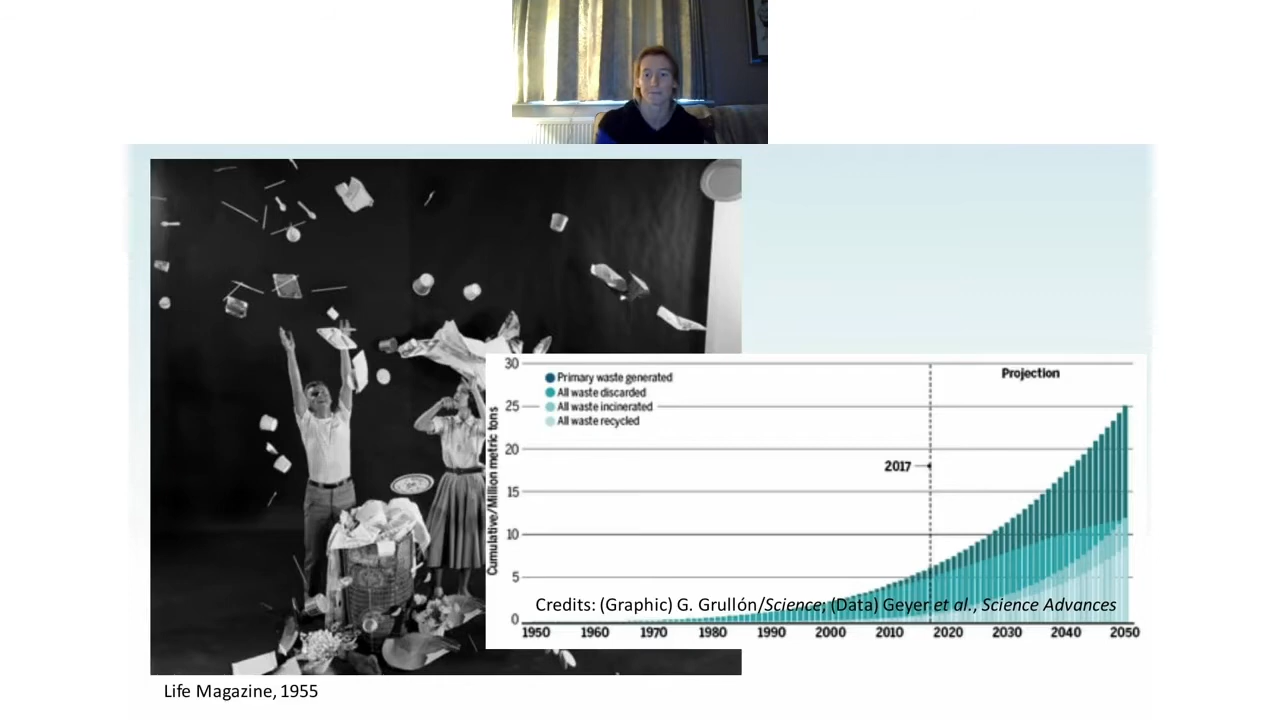 30
Primary waste generated
Projection
All waste discarded
25
All waste incinerated
All waste recycled
Cumulative/Million metric tons
20
2017
15
10
5
Credits: (Graphic) G. Grullón/Science; (Data) Geyer et al., Science Advances
0
1950 1960 1970 1980 1990 2000 2010 2020 2030 2040 2050
Life Magazine, 1955